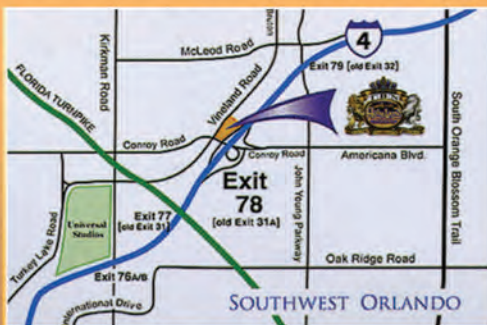 Kirkman Road
McLeod Road
Bruton
4
Exit 79 [old Exit 32]
Vineland Road
FLORIDA TURNPIKE
Conroy Road
Conroy Road
Americana Blvd.
South Orange Blossom Trail
Exit
78
[old Exit 31A]
John Young Parkway
Universal
Studios
Exit 77
[old Exit 31]
Turkey Lake Road
Exit 76A/B
Oak Ridge Road
International Drive
SOUTHWEST ORLANDO